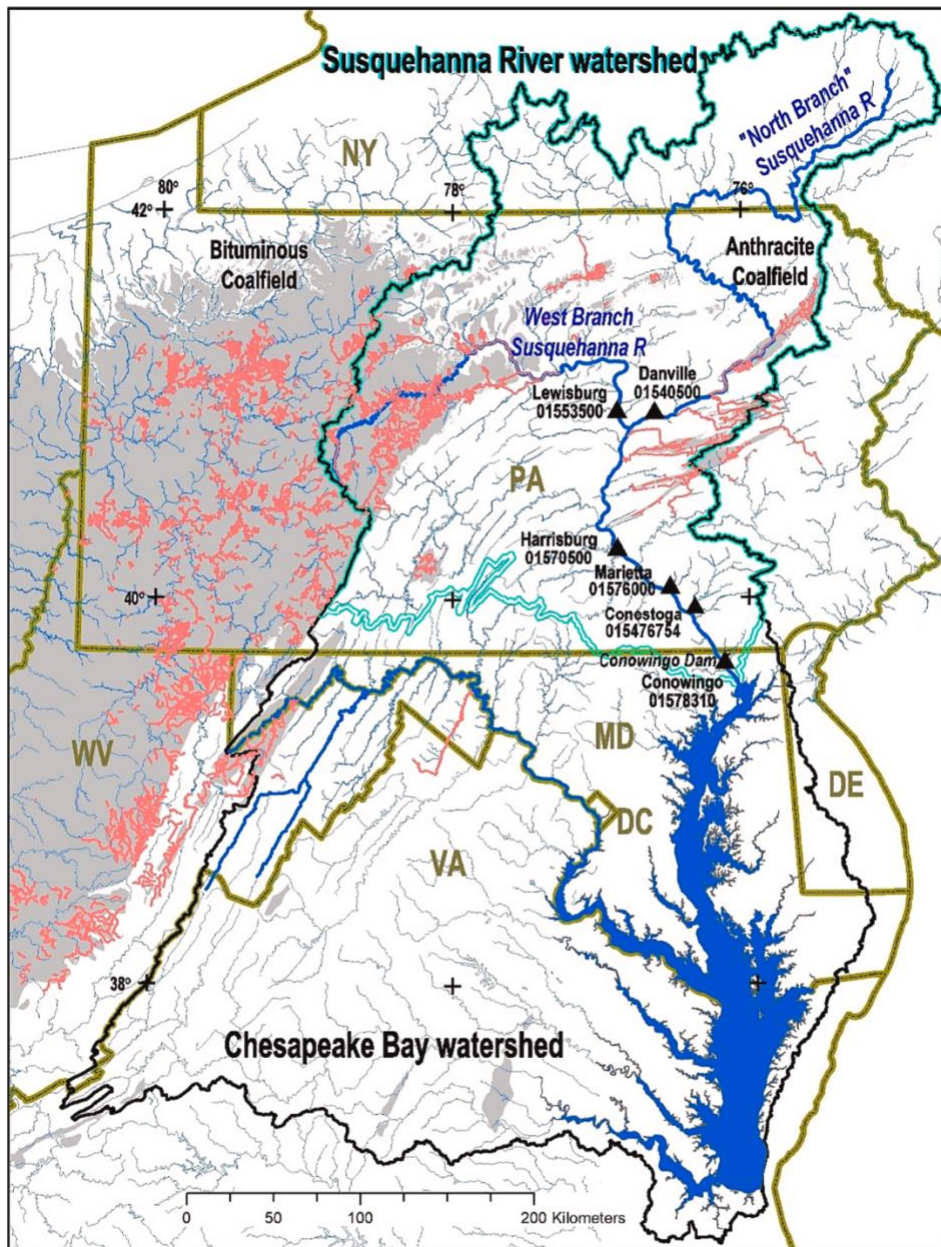 Susquehanna River watershed
"North Branch"
Susquehanna R
NY
80°
42°
78°
76°
Bituminous
Coalfield
Anthracite
Coalfield
West Branch
Susquehanna R
Danville
01540500
Lewisburg
01553500
PA
Harrisburg
01570500
Marietta
01576000
40°
Conestoga
015476754
Conowingo Dam
Conowingo
01578310
WV
MD
DE
DC
VA
38°
Chesapeake Bay watershed
0 50 100 200 Kilometers